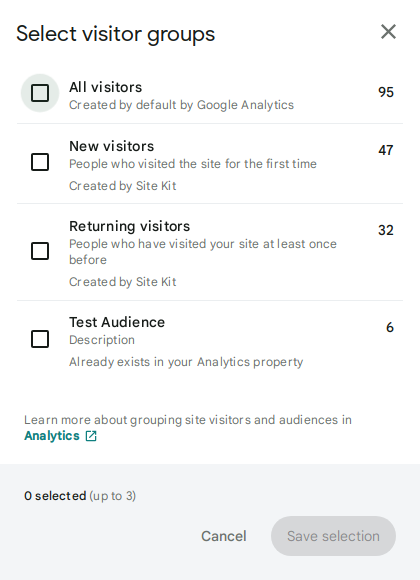 Select visitor groups
All visitors
95
Created by default by Google Analytics
New visitors
47
People who visited the site for the first time
Created by Site Kit
Returning visitors
32
People who have visited your site at least once
before
Created by Site Kit
Test Audience
6
Description
Already exists in your Analytics property
Learn more about grouping site visitors and audiences in
Analytics
0 selected (up to 3)
Cancel
Save selection